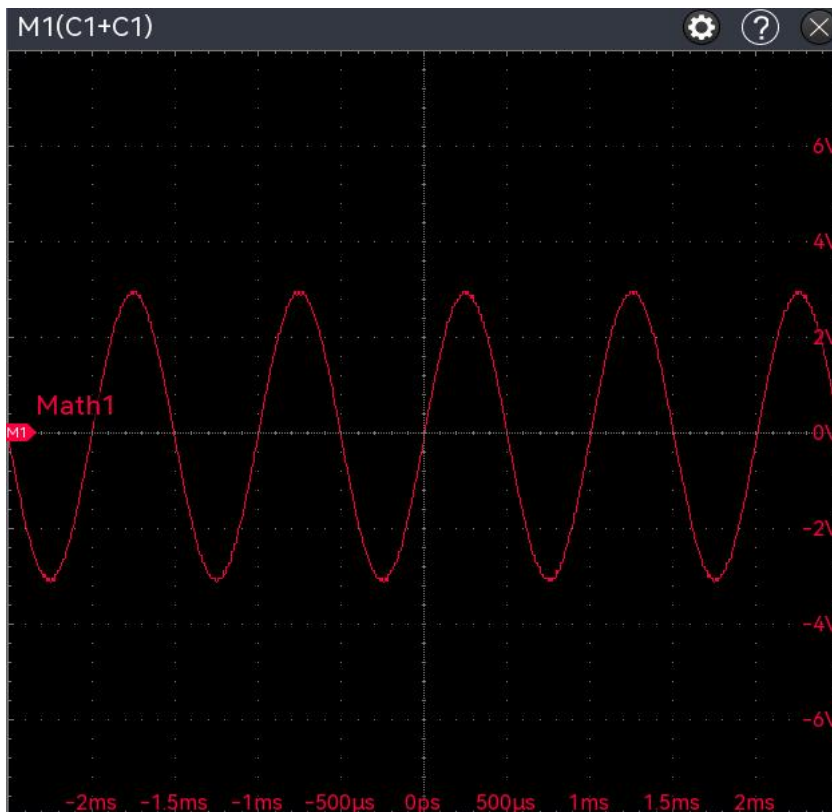 M1(C1+C1)
?
6V
4V
2V
Math1
M1
0V
-2V
-4V
-6V
-2ms -1.5ms -1ms -500μs 0ps 500μs 1ms 1.5ms 2ms